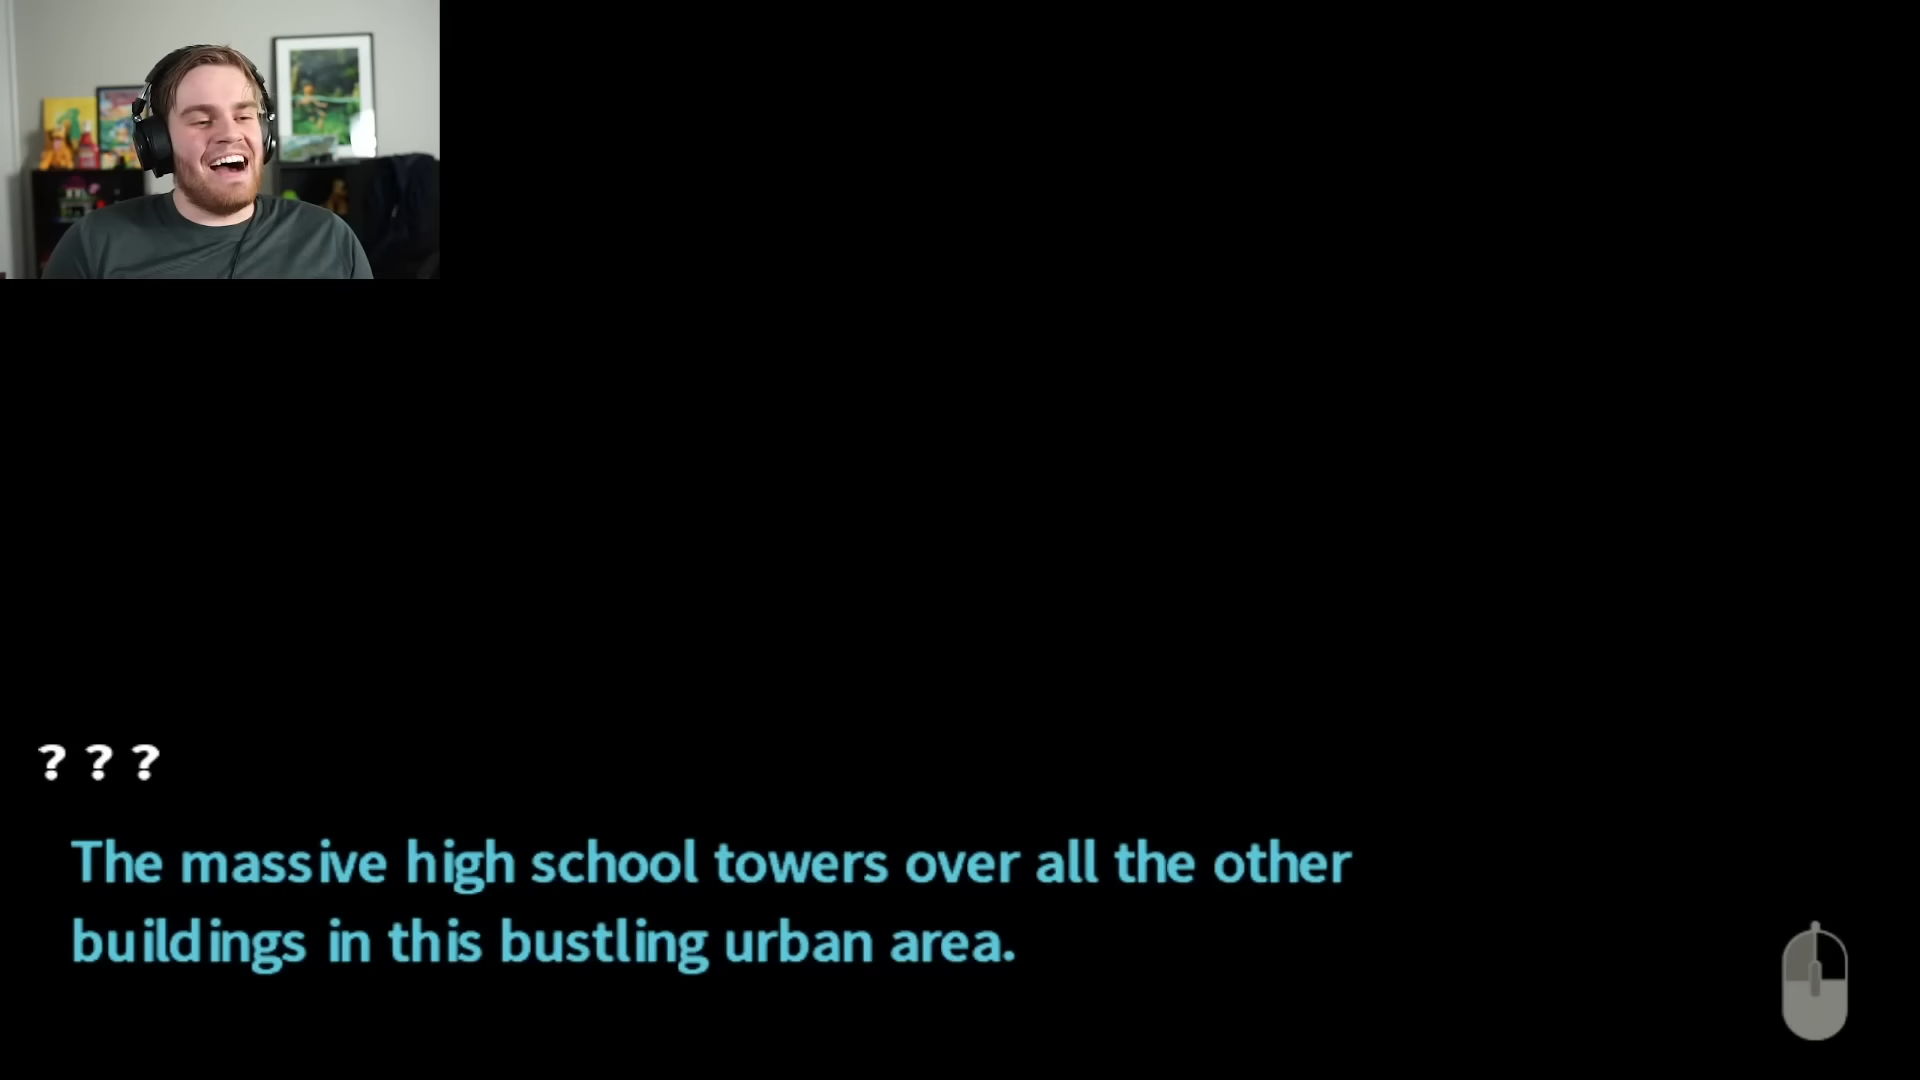 ? ? ?
The massive high school towers over all the other
buildings in this bustling urban area.